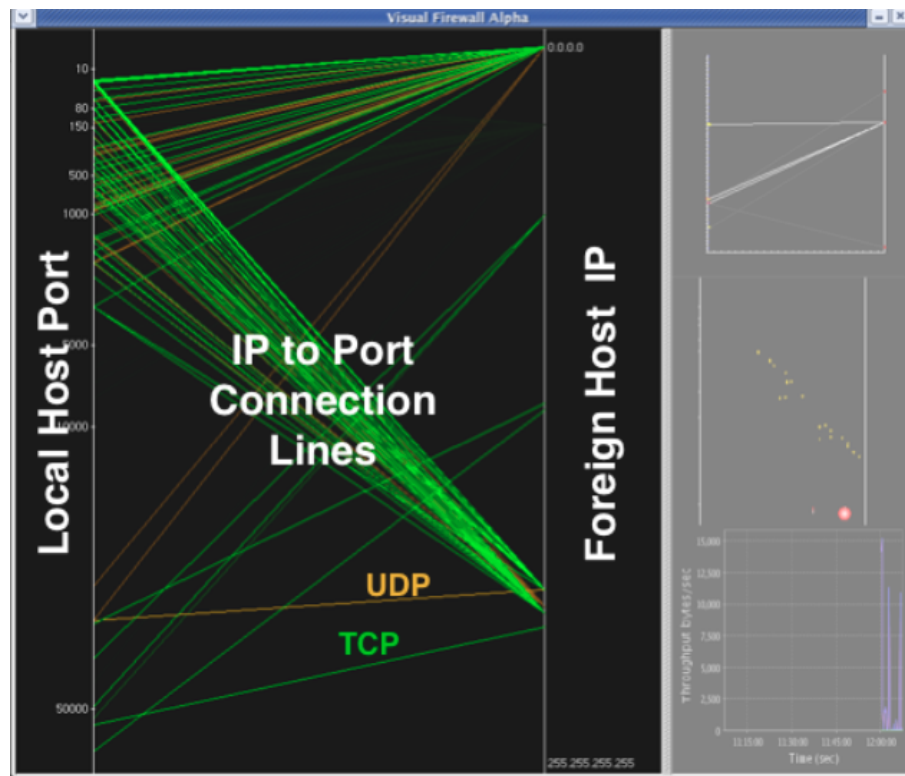 Visual Firewall Alpha
0.0.0.0
10
80
150
500
1000
5000
10000
50000
Local Host Port
IP to Port
Connection
Lines
Foreign Host IP
UDP
TCP
255.255.255.255
Throughput bytes/sec
15,000
12,500
10,000
7,500
5,000
2,500
0
11:15:00
11:30:00
11:45:00
12:00:00
Time (sec)